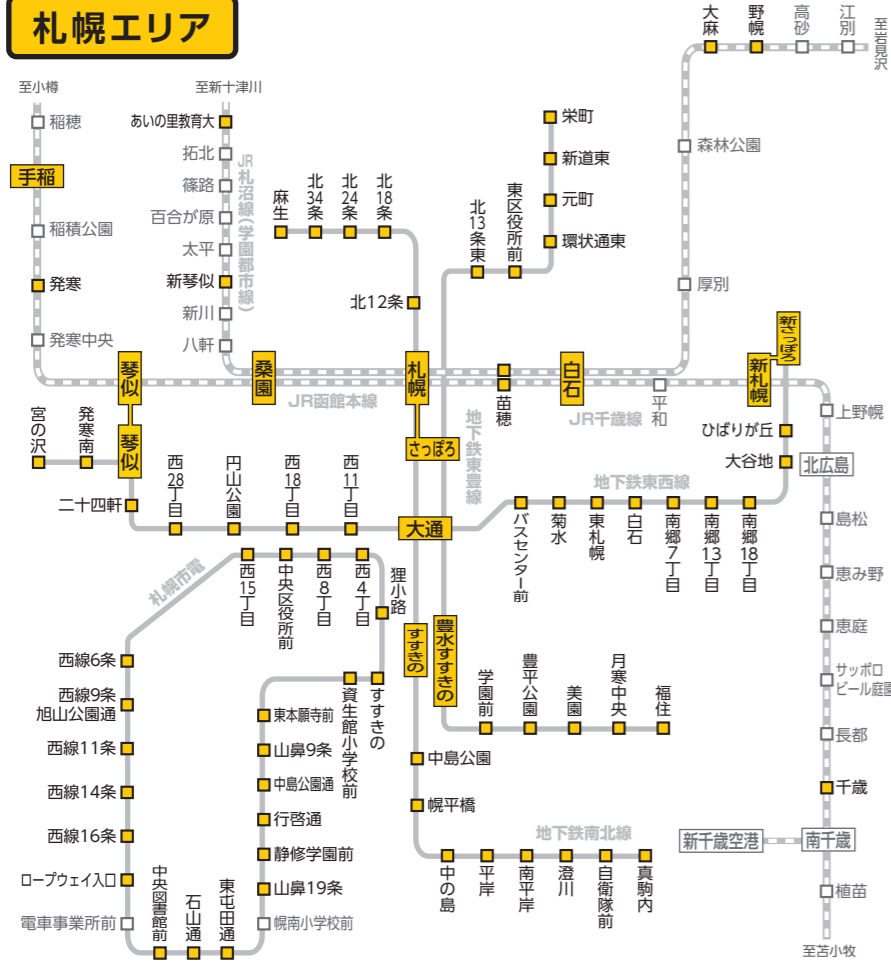 札幌エリア
至小樽
稲穂
手稲
稲積公園
発寒
発寒中央
琴似
至新十津川
あいの里教育大
拓北
篠路
百合が原
太平
新琴似
新川
八軒
JR札沼線(学園都市線)
桑園
JR函館本線
札幌
苗穂
白石
JR千歳線
平和
新札幌
新さっぽろ
厚別
森林公園
大麻
野幌
高砂
江別
至岩見沢
上野幌
北広島
島松
恵み野
恵庭
サッポロ
ビール庭園
長都
千歳
南千歳
新千歳空港
植苗
至苫小牧
麻生
北34条
北24条
北18条
北12条
さっぽろ
大通
すすきの
中島公園
幌平橋
地下鉄南北線
中の島
平岸
南平岸
澄川
自衛隊前
真駒内
栄町
新道東
元町
環状通東
東区役所前
北13条東
地下鉄東豊線
豊水すすきの
学園前
豊平公園
美園
月寒中央
福住
宮の沢
発寒南
琴似
二十四軒
西28丁目
円山公園
西18丁目
西11丁目
バスセンター前
菊水
東札幌
白石
南郷7丁目
南郷13丁目
南郷18丁目
大谷地
ひばりが丘
地下鉄東西線
札幌市電
西15丁目
中央区役所前
西8丁目
西4丁目
狸小路
すすきの
資生館小学校前
東本願寺前
山鼻9条
中島公園通
行啓通
静修学園前
山鼻19条
幌南小学校前
東屯田通
石山通
中央図書館前
電車事業所前
ロープウェイ入口
西線16条
西線14条
西線11条
西線9条
旭山公園通
西線6条